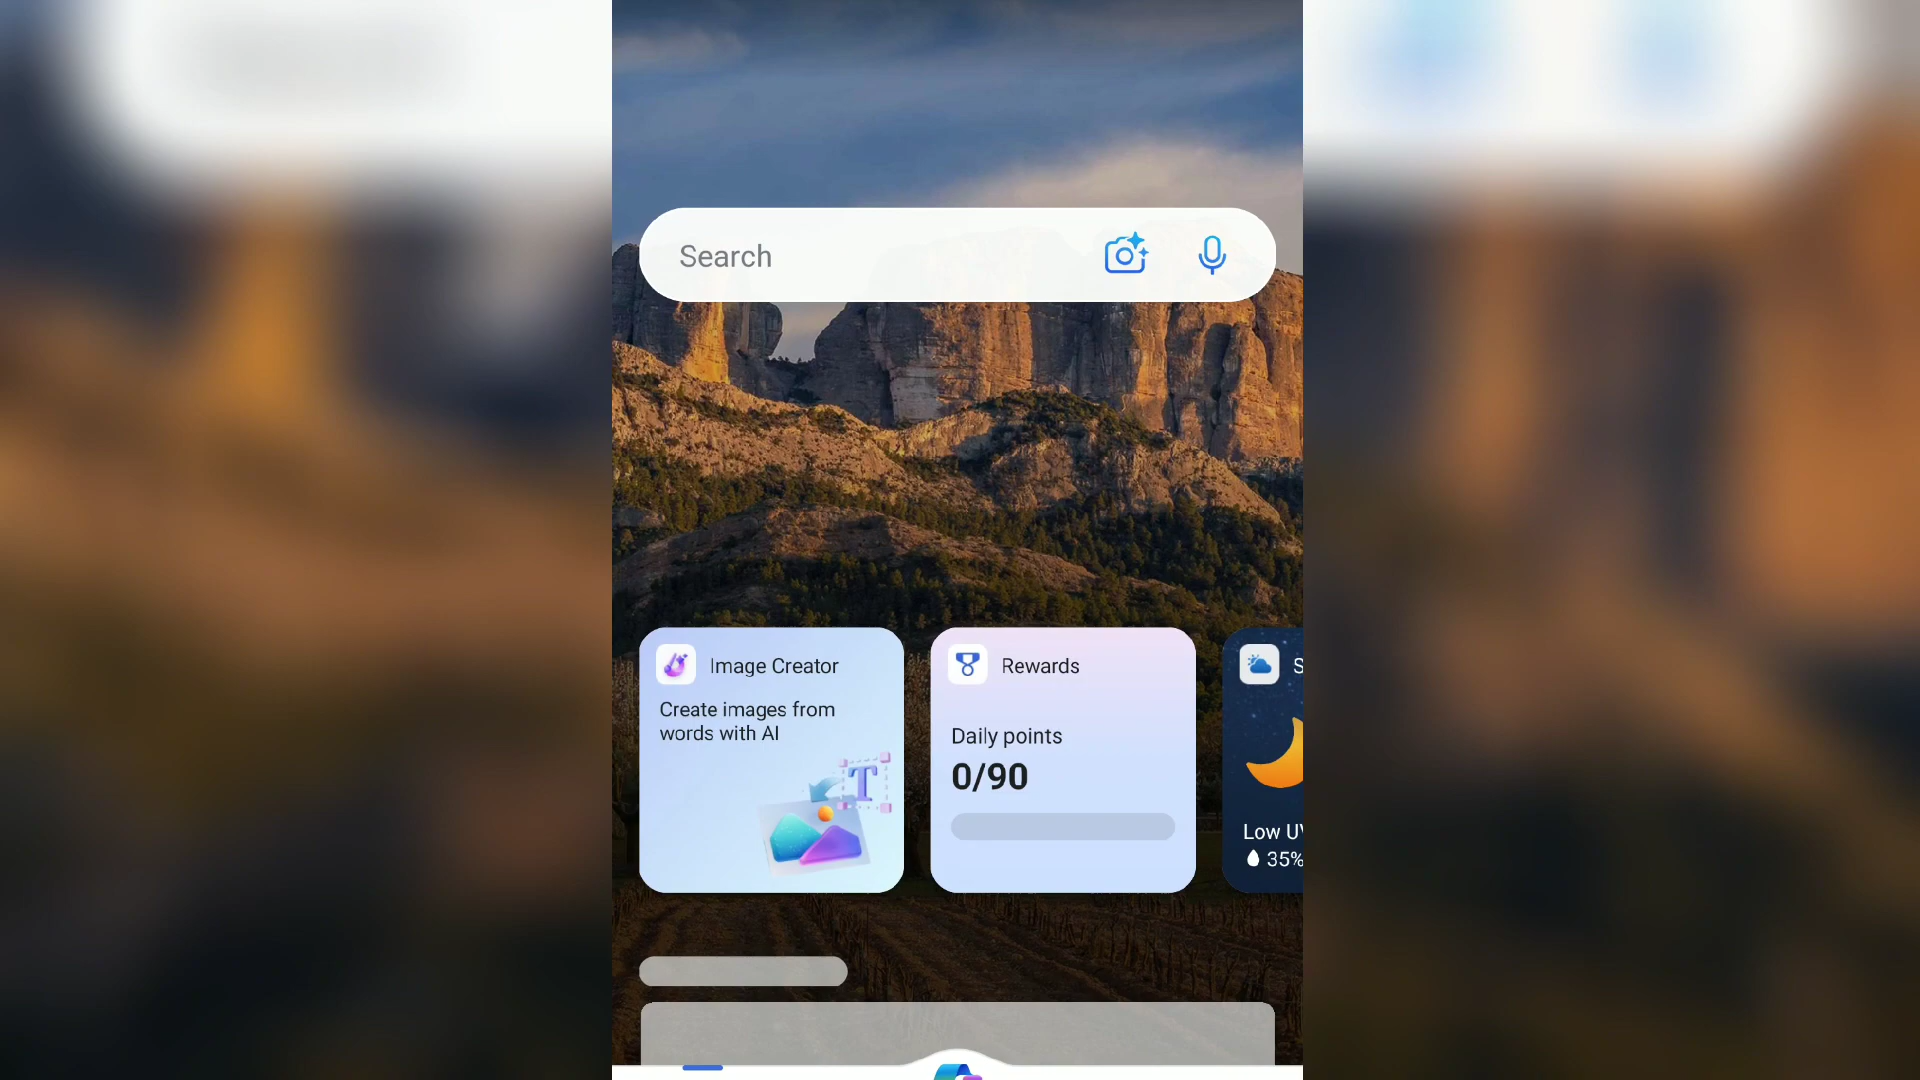 Search
Image Creator
Create images from
words with AI
T
Rewards
Daily points
0/90
S
Low UV
35%